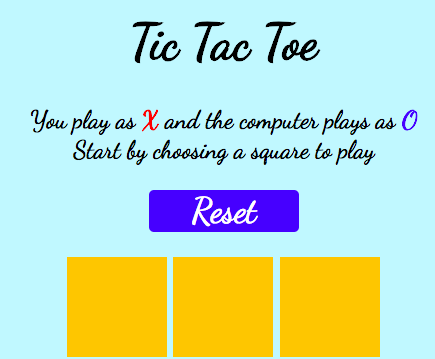 Tic Tac Toe
You play as X and the computer plays as O
Start by choosing a square to play
Reset